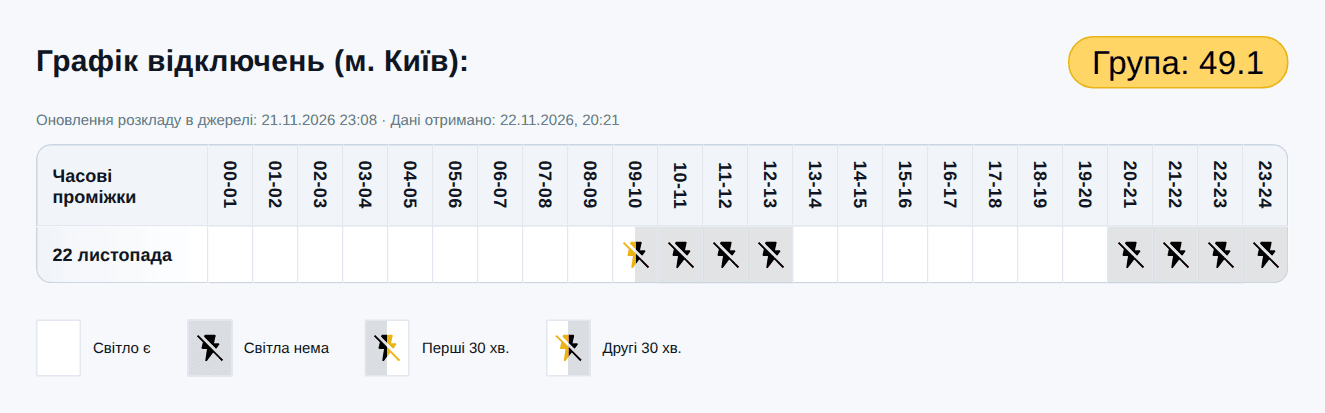 Графік відключень (м. Київ):
Група: 49.1
Оновлення розкладу в джерелі: 21.11.2026 23:08 · Дані отримано: 22.11.2026, 20:21
Часові
проміжки
00-01
01-02
02-03
03-04
04-05
05-06
06-07
07-08
08-09
09-10
10-11
11-12
12-13
13-14
14-15
15-16
16-17
17-18
18-19
19-20
20-21
21-22
22-23
23-24
22 листопада
Світло є
Світла нема
Перші 30 хв.
Другі 30 хв.